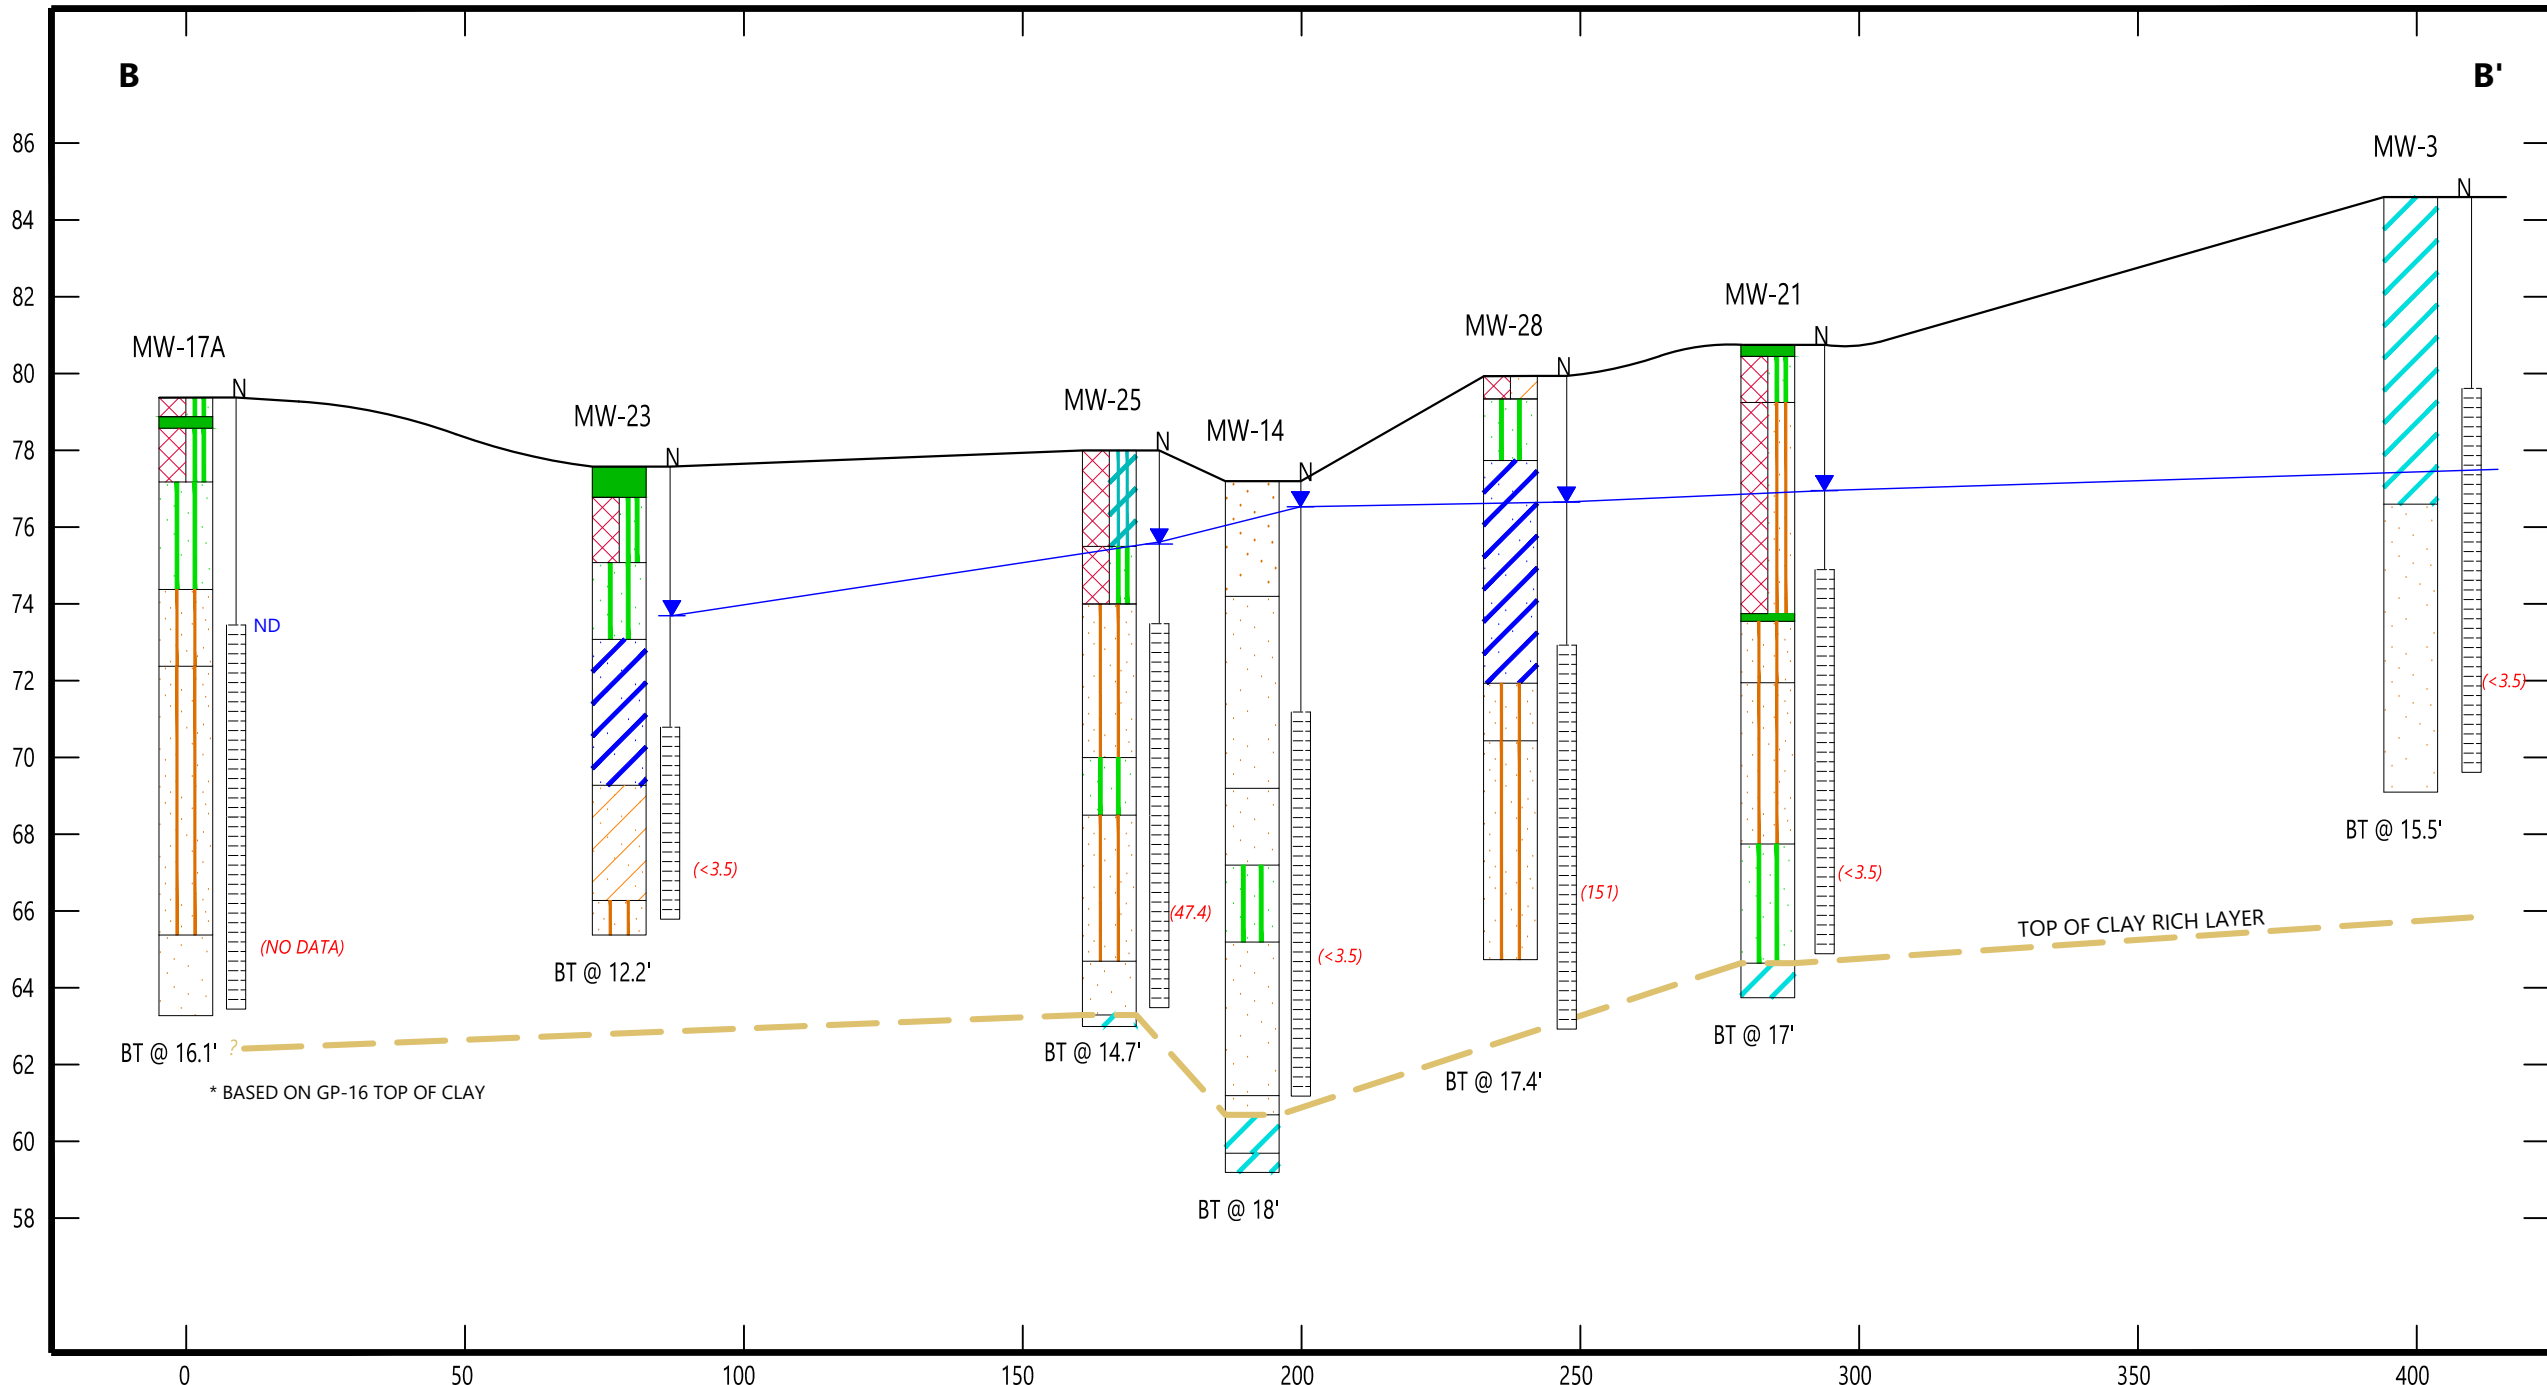 B
B'
86
MW-3
84
N
82
MW-21
MW-28
N
MW-17A
80
N
N
MW-25
MW-23
MW-14
78
N
N
N
76
74
ND
72
(<3.5)
70
68
BT @ 15.5'
(<3.5)
(<3.5)
(151)
66
(47.4)
TOP OF CLAY RICH LAYER
(NO DATA)
(<3.5)
BT @ 12.2'
64
BT @ 17'
62
BT @ 16.1'
?
BT @ 14.7'
BT @ 17.4'
* BASED ON GP-16 TOP OF CLAY
60
58
BT @ 18'
0
50
100
150
200
250
300
350
400